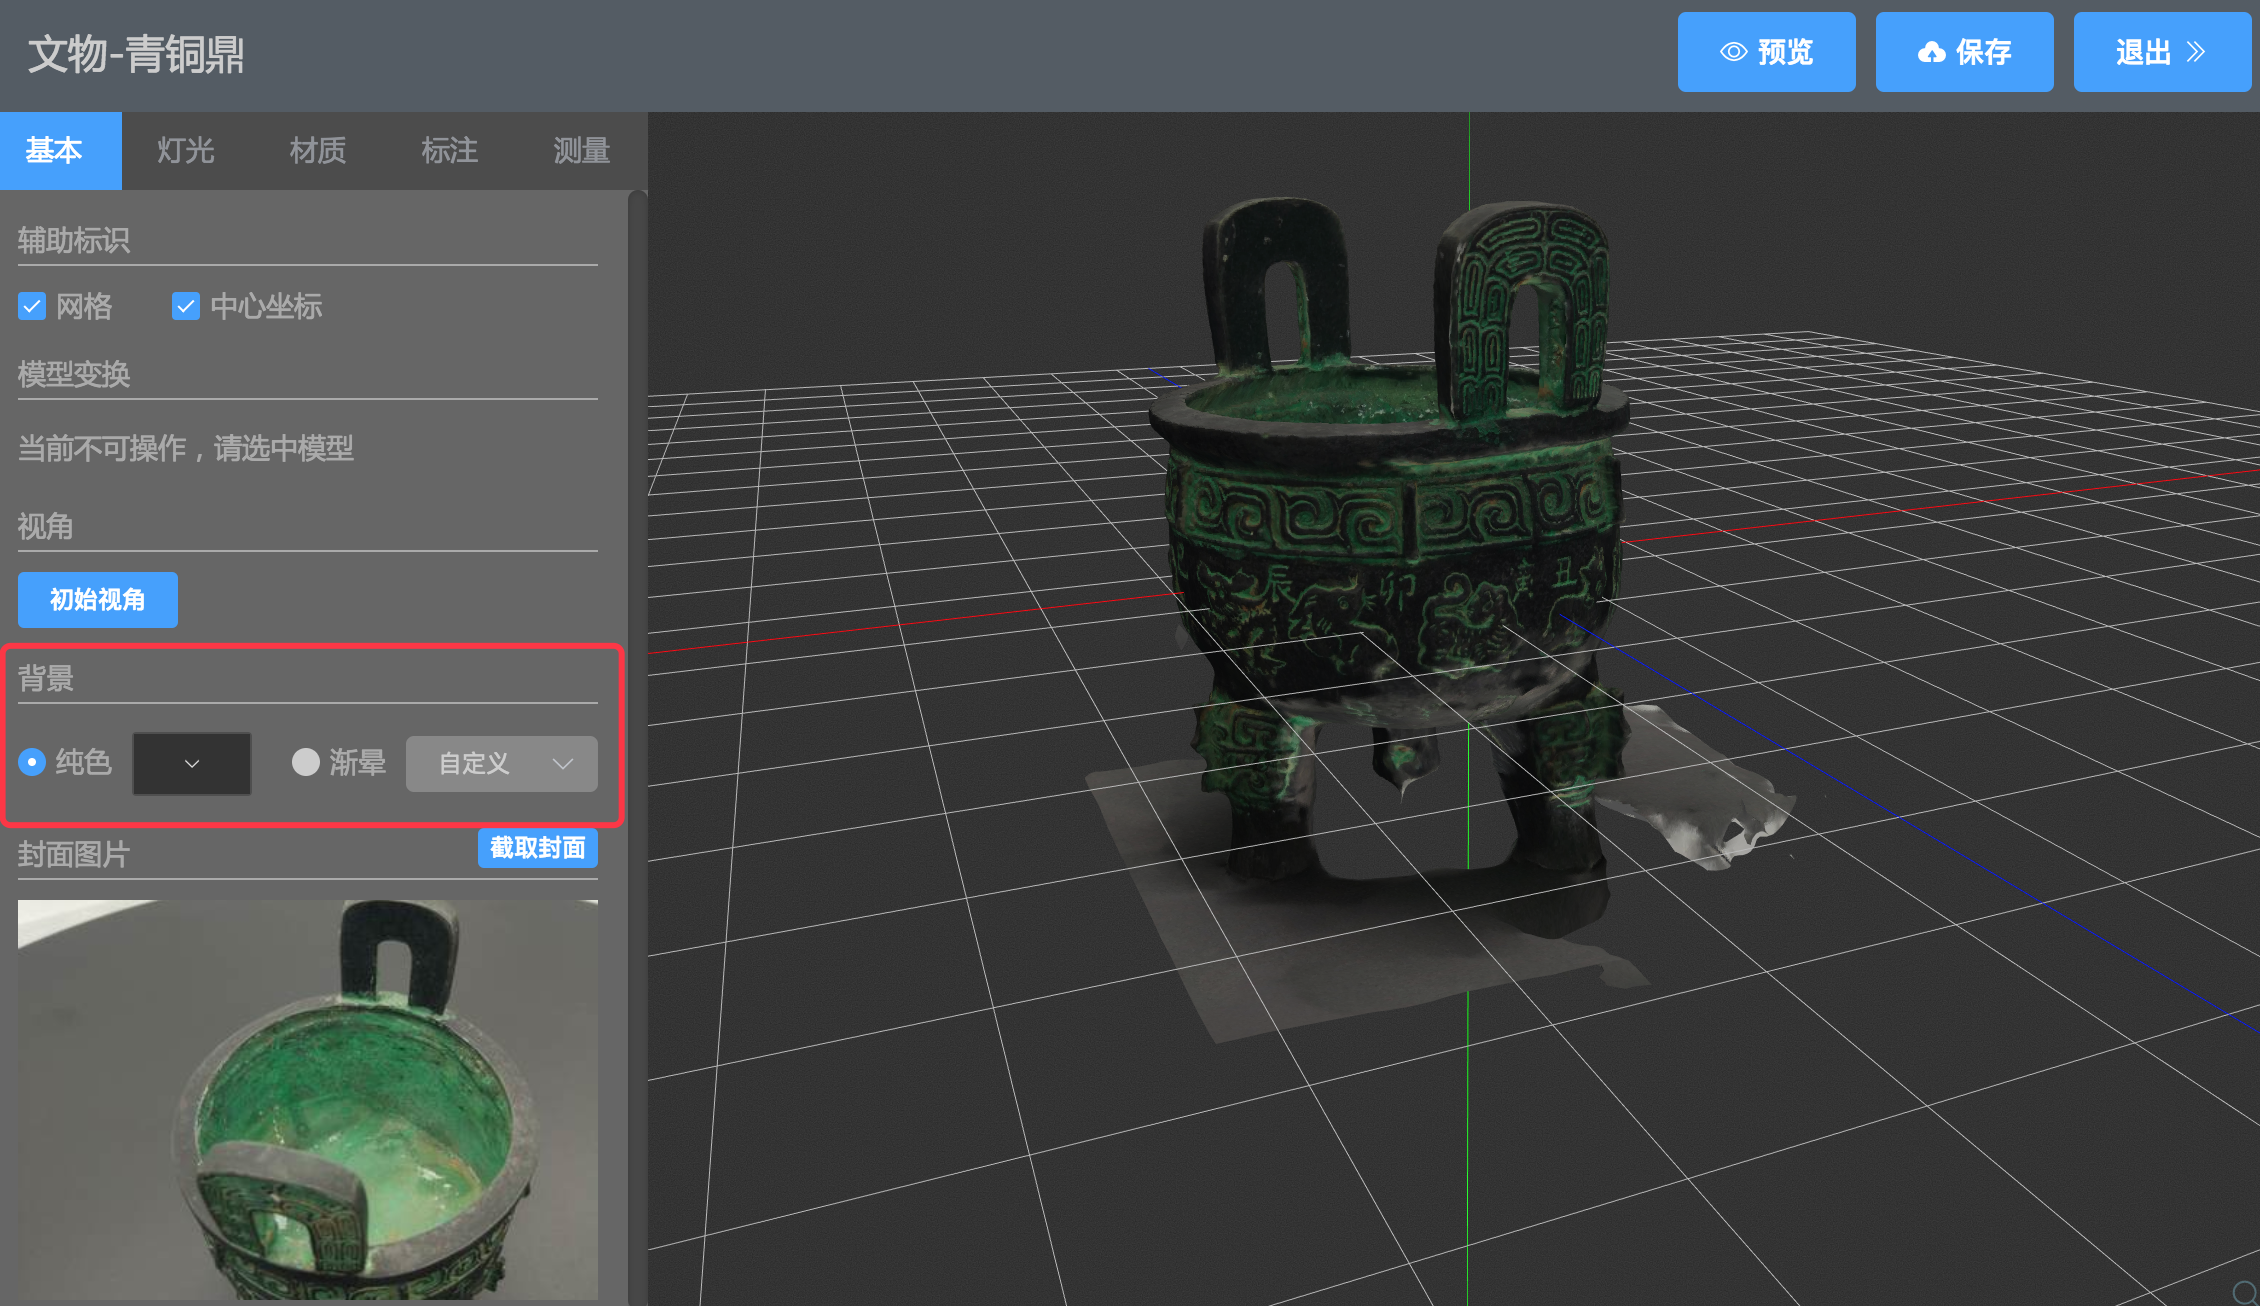 文物-青铜鼎
预览
保存
退出
基本
灯光
材质
标注
测量
辅助标识
网格
中心坐标
模型变换
当前不可操作，请选中模型
视角
初始视角
背景
纯色
渐晕
自定义
封面图片
截取封面
辰
卯
丑